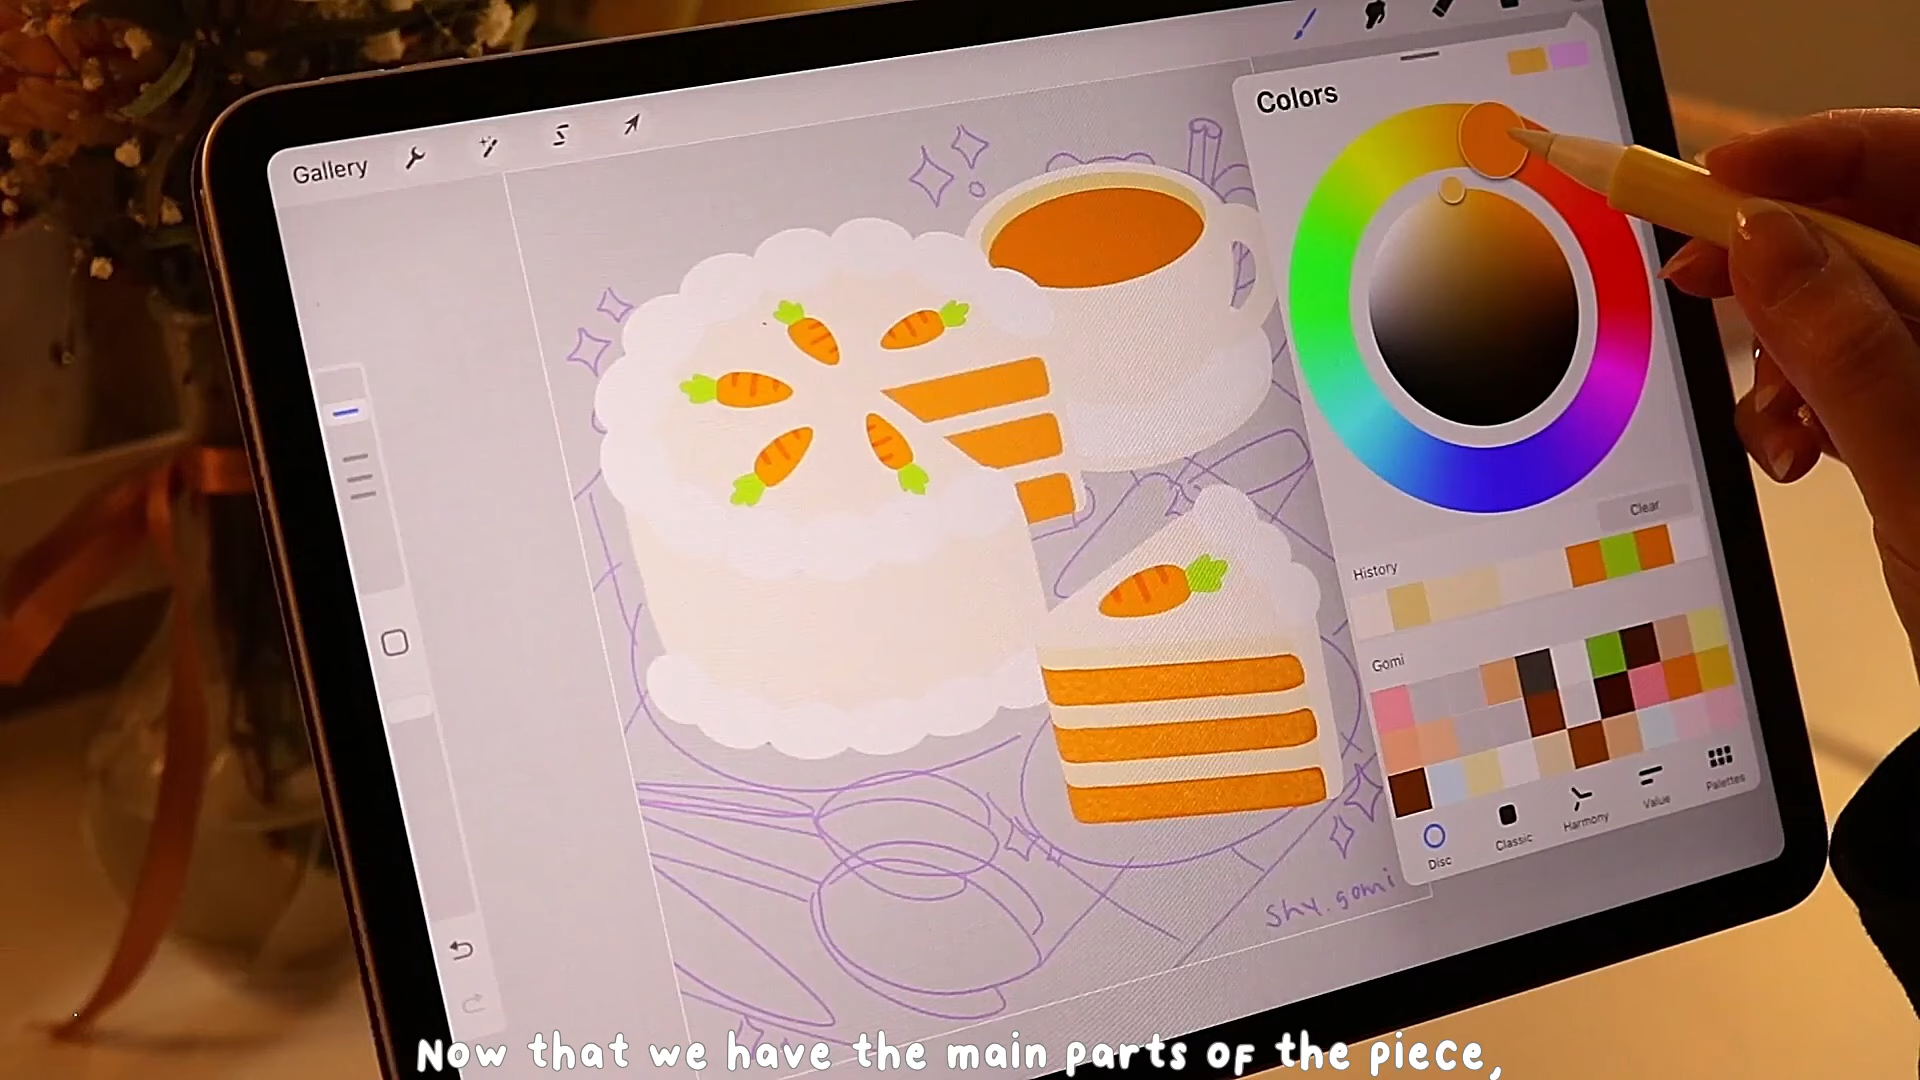 Gallery
Colors
Clear
History
Gomi
Disc
Classic
Harmony
Value
Palettes
shy.gomi
Now that we have the main parts of the piece,